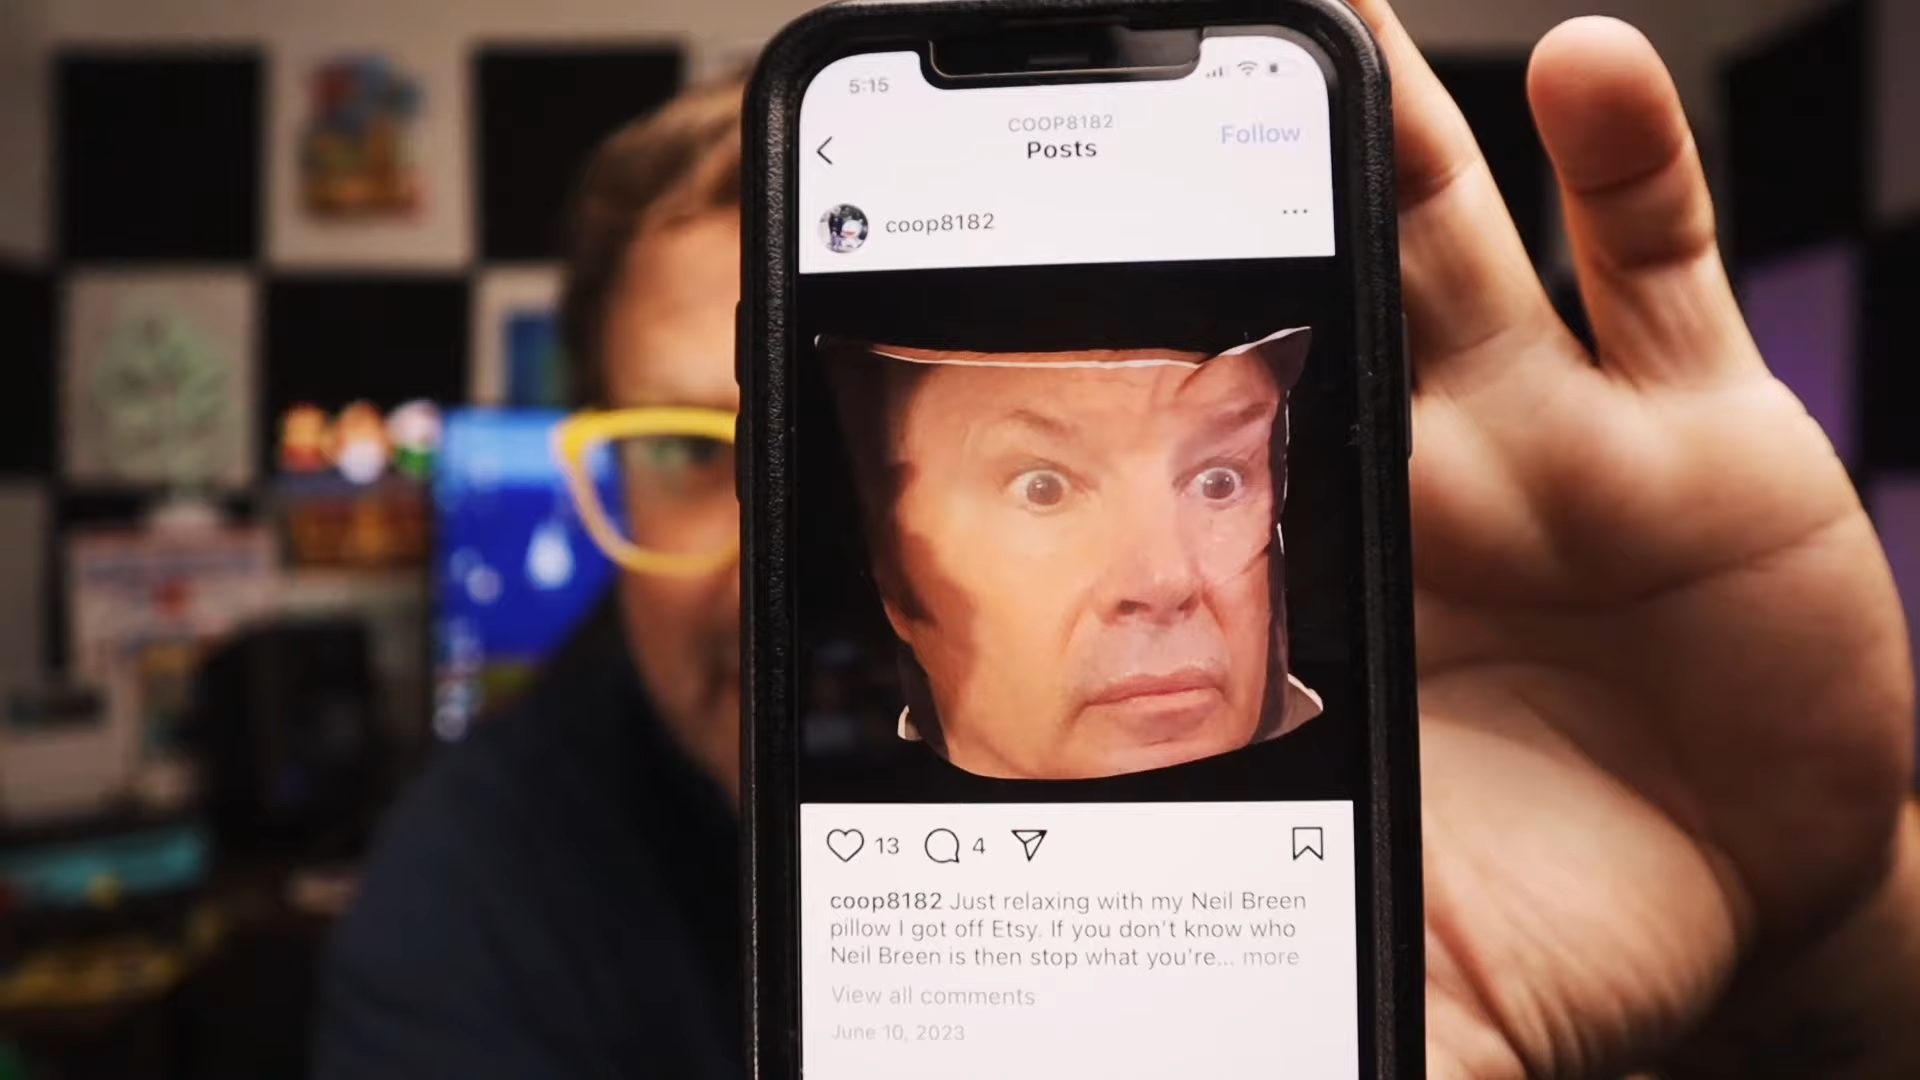 5:15
COOP8182
Posts
Follow
coop8182
13
4
coop8182 Just relaxing with my Neil Breen
pillow I got off Etsy. If you don't know who
Neil Breen is then stop what you're... more
View all comments
June 10, 2023